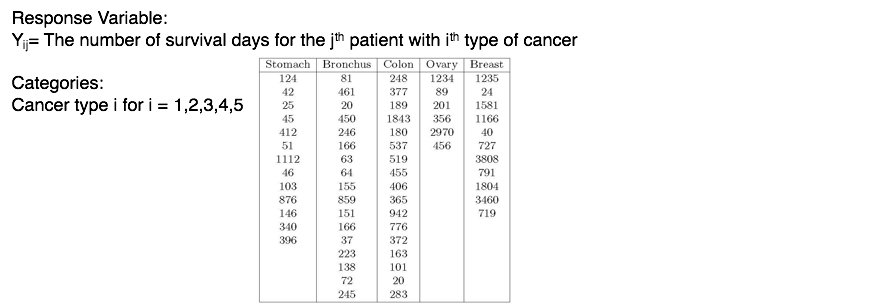 Response Variable:
Yij= The number of survival days for the jth patient with ith type of cancer
Categories:
Cancer type i for i = 1,2,3,4,5
Stomach Bronchus Colon Ovary Breast
124 81 248 1234 1235
42 461 377 89 24
25 20 189 201 1581
45 450 1843 356 1166
412 246 180 2970 40
51 166 537 456 727
1112 63 519 3808
46 64 455 791
103 155 406 1804
876 859 365 3460
146 151 942 719
340 166 776
396 37 372
223 163
138 101
72 20
245 283